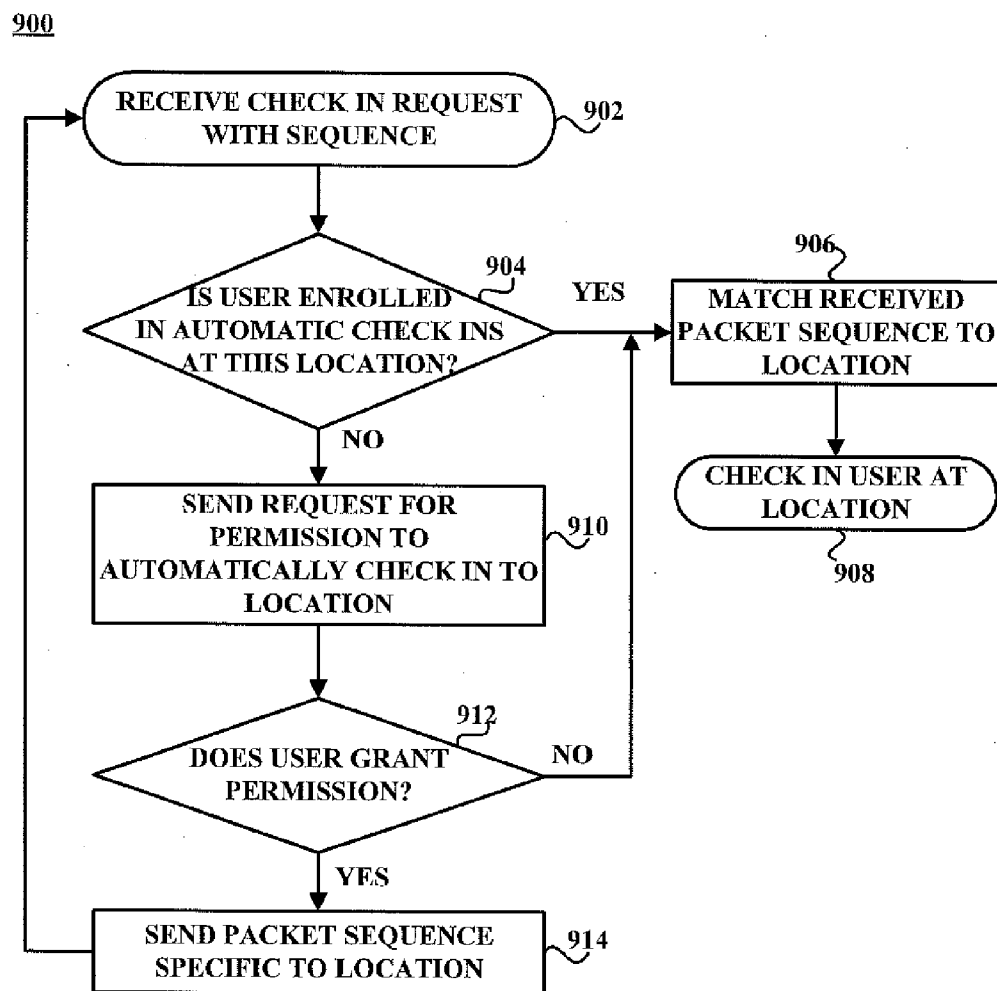 900
RECEIVE CHECK IN REQUEST
WITH SEQUENCE
902
IS USER ENROLLED
IN AUTOMATIC CHECK INS
AT THIS LOCATION?
904
YES
906
MATCH RECEIVED
PACKET SEQUENCE TO
LOCATION
NO
CHECK IN USER AT
LOCATION
908
SEND REQUEST FOR
PERMISSION TO
AUTOMATICALLY CHECK IN TO
LOCATION
910
DOES USER GRANT
PERMISSION?
912
NO
YES
SEND PACKET SEQUENCE
SPECIFIC TO LOCATION
914